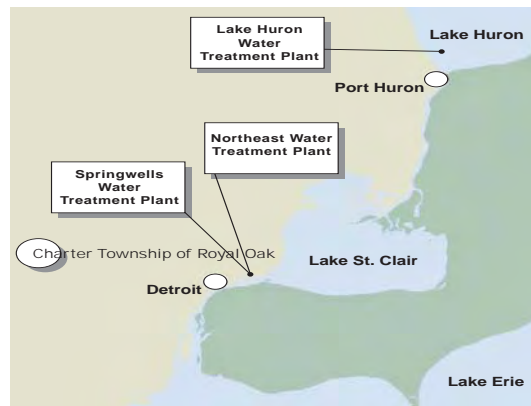 Lake Huron
Water
Treatment Plant
Lake Huron
Port Huron
Northeast Water
Treatment Plant
Springwells
Water
Treatment Plant
Charter Township of Royal Oak
Lake St. Clair
Detroit
Lake Erie